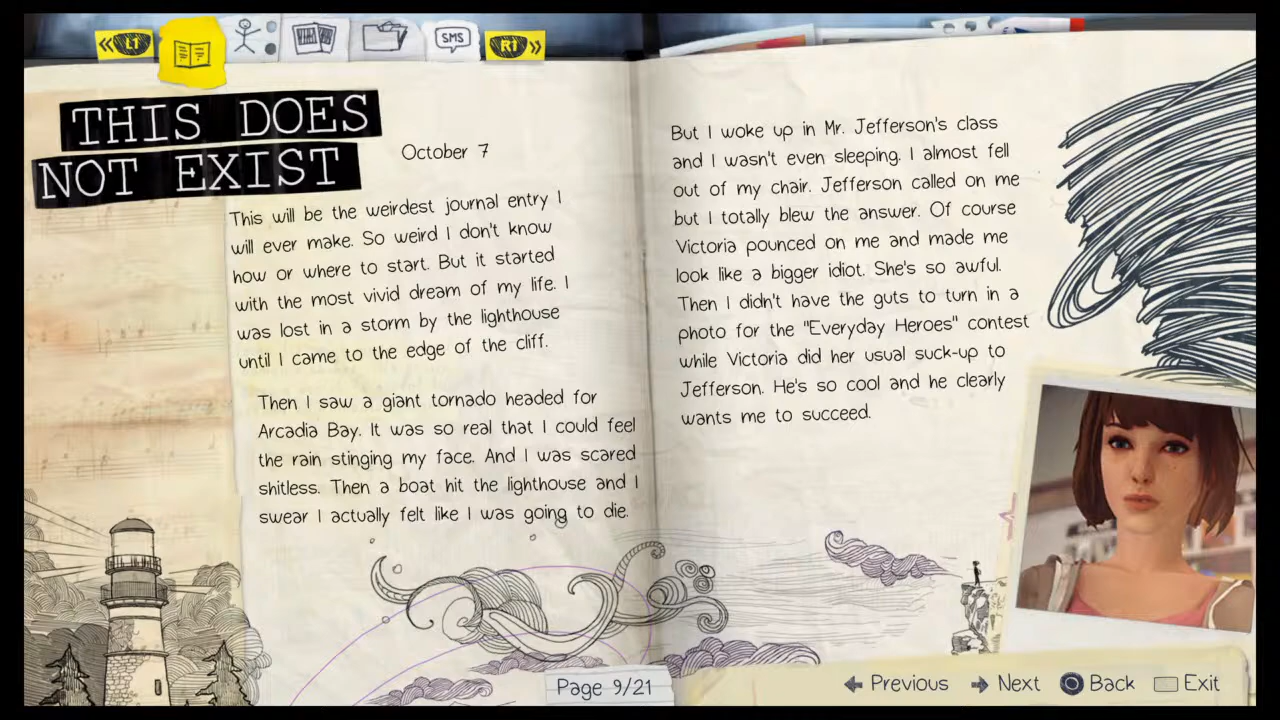 L1
SMS
R1
THIS DOES
NOT EXIST
October 7
This will be the weirdest journal entry I
will ever make. So weird I don't know
how or where to start. But it started
with the most vivid dream of my life. I
was lost in a storm by the lighthouse
until I came to the edge of the cliff.
Then I saw a giant tornado headed for
Arcadia Bay. It was so real that I could feel
the rain stinging my face. And I was scared
shitless. Then a boat hit the lighthouse and I
swear I actually felt like I was going to die.
But I woke up in Mr. Jefferson's class
and I wasn't even sleeping. I almost fell
out of my chair. Jefferson called on me
but I totally blew the answer. Of course
Victoria pounced on me and made me
look like a bigger idiot. She's so awful.
Then I didn't have the guts to turn in a
photo for the "Everyday Heroes" contest
while Victoria did her usual suck-up to
Jefferson. He's so cool and he clearly
wants me to succeed.
Page 9/21
Previous Next Back Exit